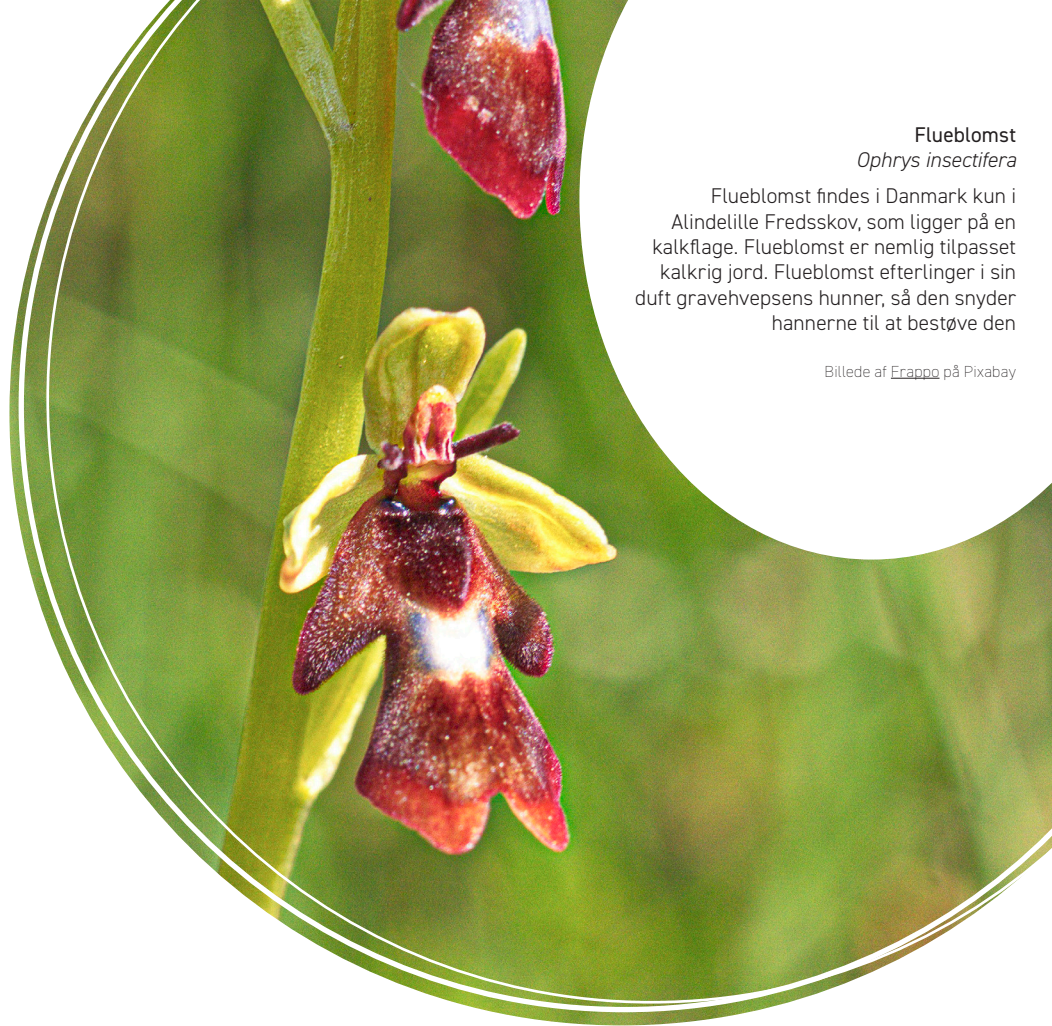 Flueblomst
Ophrys insectifera
Flueblomst findes i Danmark kun i
Alindelille Fredsskov, som ligger på en
kalkflage. Flueblomst er nemlig tilpasset
kalkrig jord. Flueblomst efterlinger i sin
duft gravehvepsens hunner, så den snyder
hannerne til at bestøve den
Billede af Frappo på Pixabay